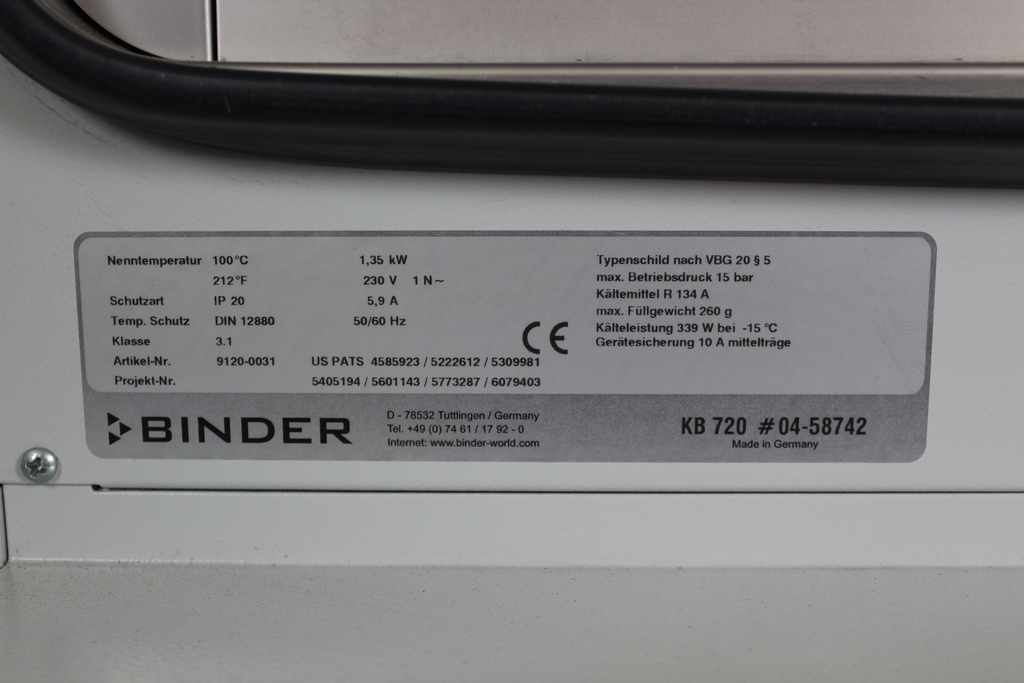 Nenntemperatur 100°C 1,35 kW
212°F 230 V 1 N~
Schutzart IP 20 5,9 A
Temp. Schutz DIN 12880 50/60 Hz
Klasse 3.1
Artikel-Nr. 9120-0031 US PATS 4585923 / 5222612 / 5309981
Projekt-Nr. 5405194 / 5601143 / 5773287 / 6079403
CE
Typenschild nach VBG 20 § 5
max. Betriebsdruck 15 bar
Kältemittel R 134 A
max. Füllgewicht 260 g
Kälteleistung 339 W bei -15 °C
Gerätesicherung 10 A mittelträge
BINDER
D - 78532 Tuttlingen / Germany
Tel. +49 (0) 74 61 / 17 92 - 0
Internet: www.binder-world.com
KB 720 # 04-58742
Made in Germany